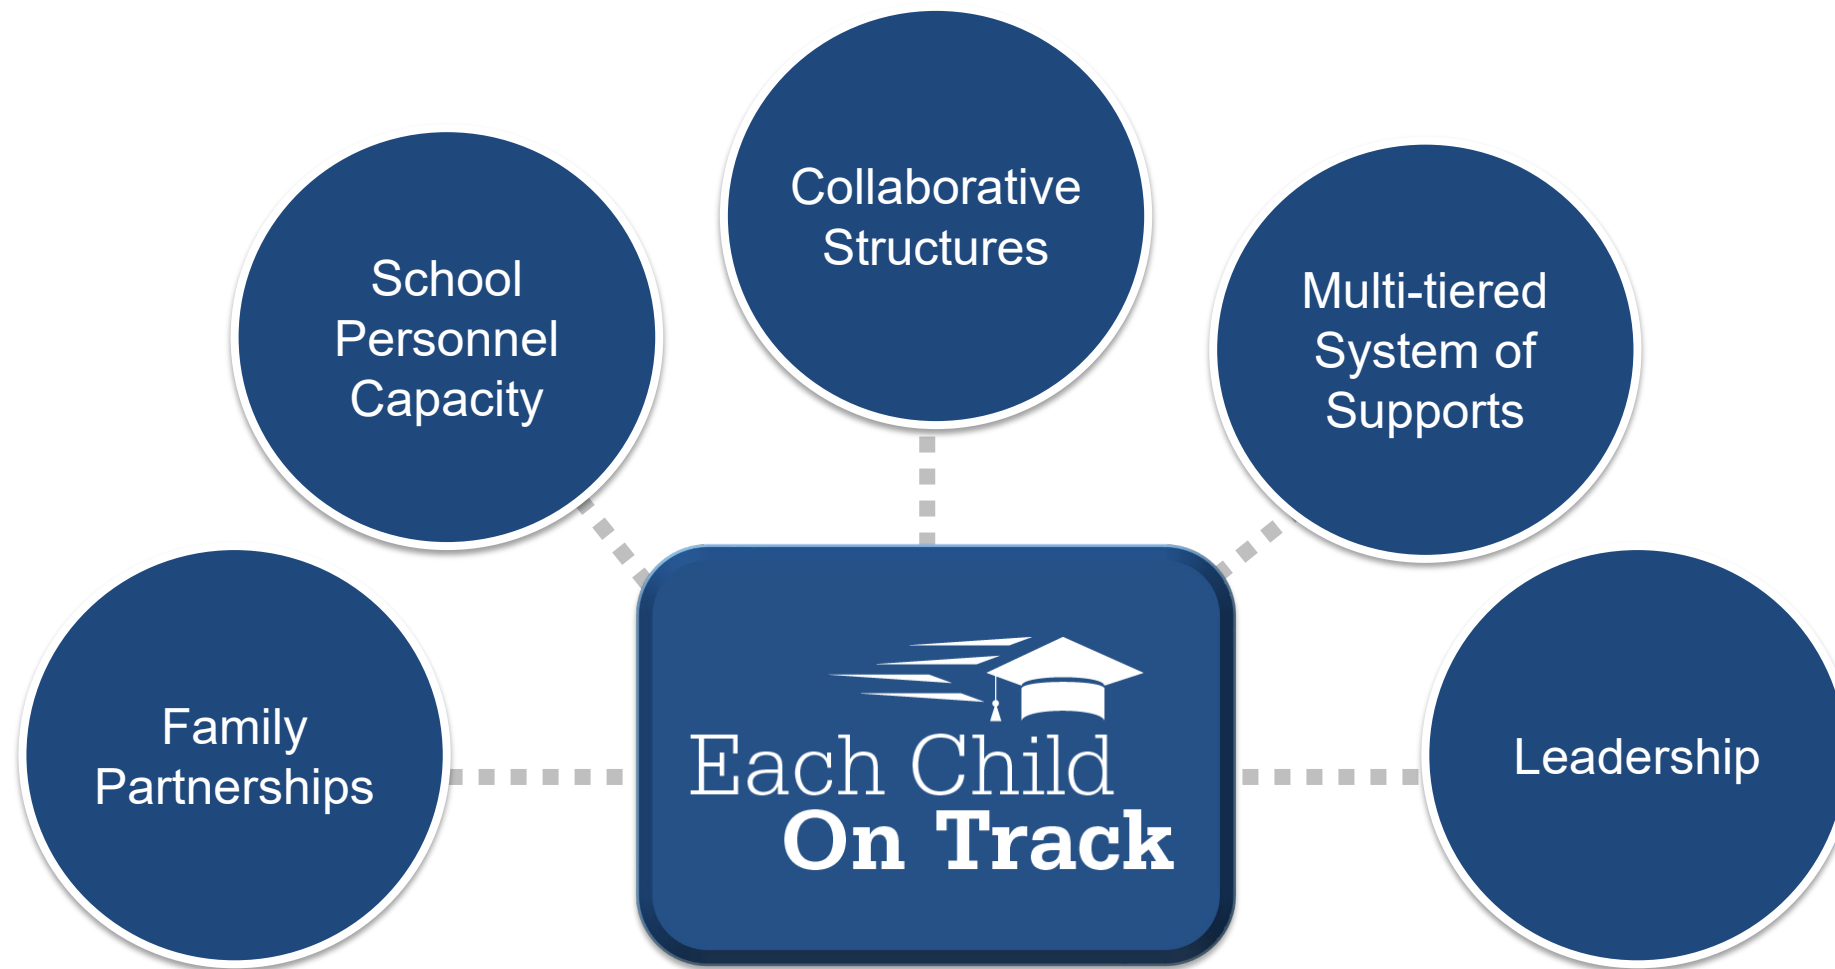 Collaborative
Structures
School
Personnel
Capacity
Multi-tiered
System of
Supports
Family
Partnerships
Each Child
On Track
Leadership